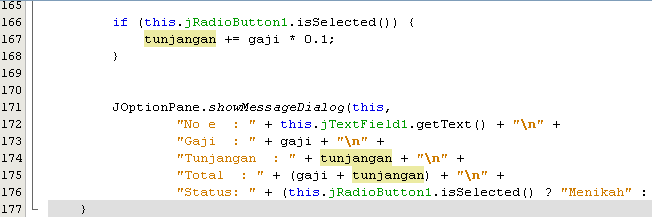 165
166 if (this.jRadioButton1.isSelected()) {
167 tunjangan += gaji * 0.1;
168 }
169
170
171 JOptionPane.showMessageDialog(this,
172 "No e : " + this.jTextField1.getText() + "\n" +
173 "Gaji : " + gaji + "\n" +
174 "Tunjangan : " + tunjangan + "\n" +
175 "Total : " + (gaji + tunjangan) + "\n" +
176 "Status: " + (this.jRadioButton1.isSelected() ? "Menikah" :
177 }